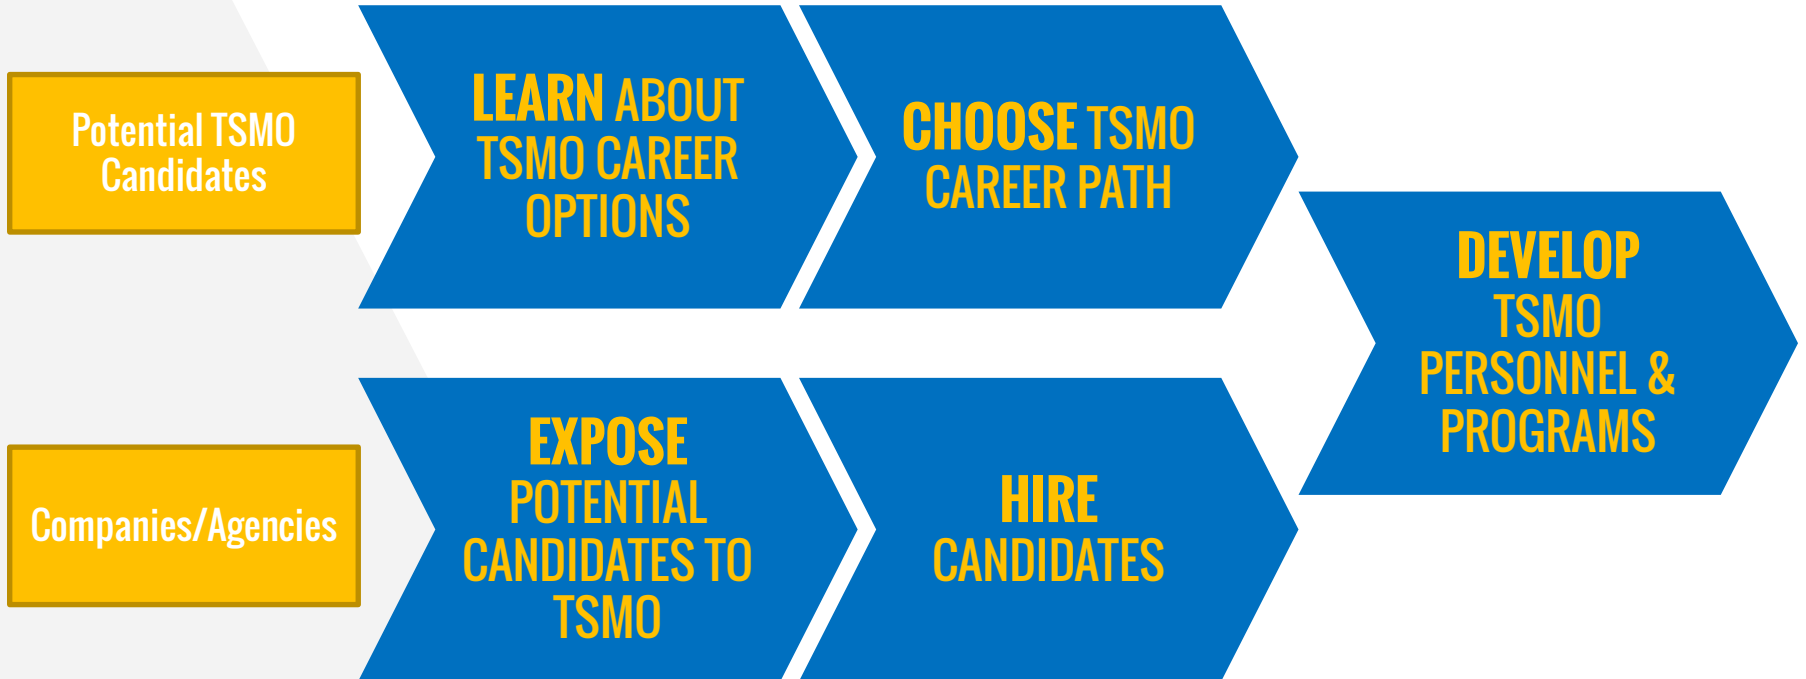 Potential TSMO
Candidates
LEARN ABOUT
TSMO CAREER
OPTIONS
CHOOSE TSMO
CAREER PATH
Companies/Agencies
EXPOSE
POTENTIAL
CANDIDATES TO
TSMO
HIRE
CANDIDATES
DEVELOP
TSMO
PERSONNEL &
PROGRAMS